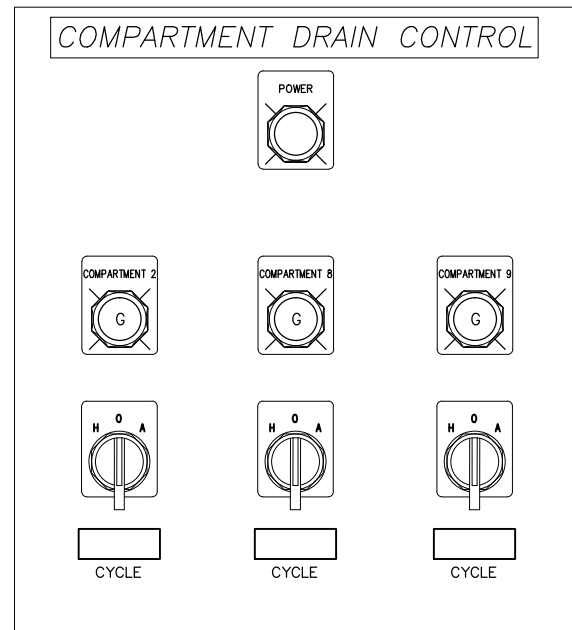 COMPARTMENT DRAIN CONTROL
POWER
COMPARTMENT 2 COMPARTMENT 8 COMPARTMENT 9
G G G
H O A H O A H O A
CYCLE CYCLE CYCLE